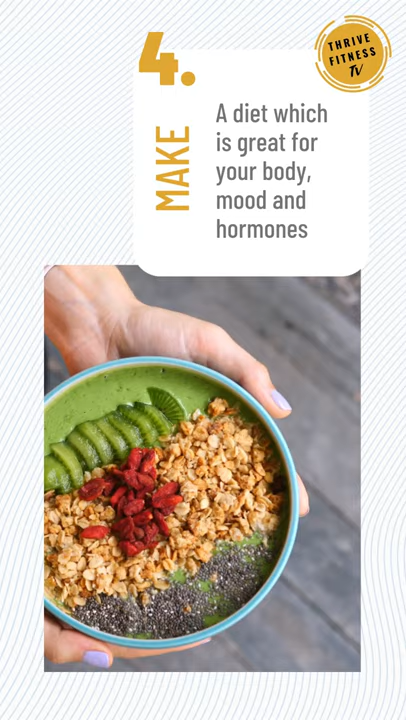 4.
THRIVE
FITNESS
TV
MAKE
A diet which
is great for
your body,
mood and
hormones